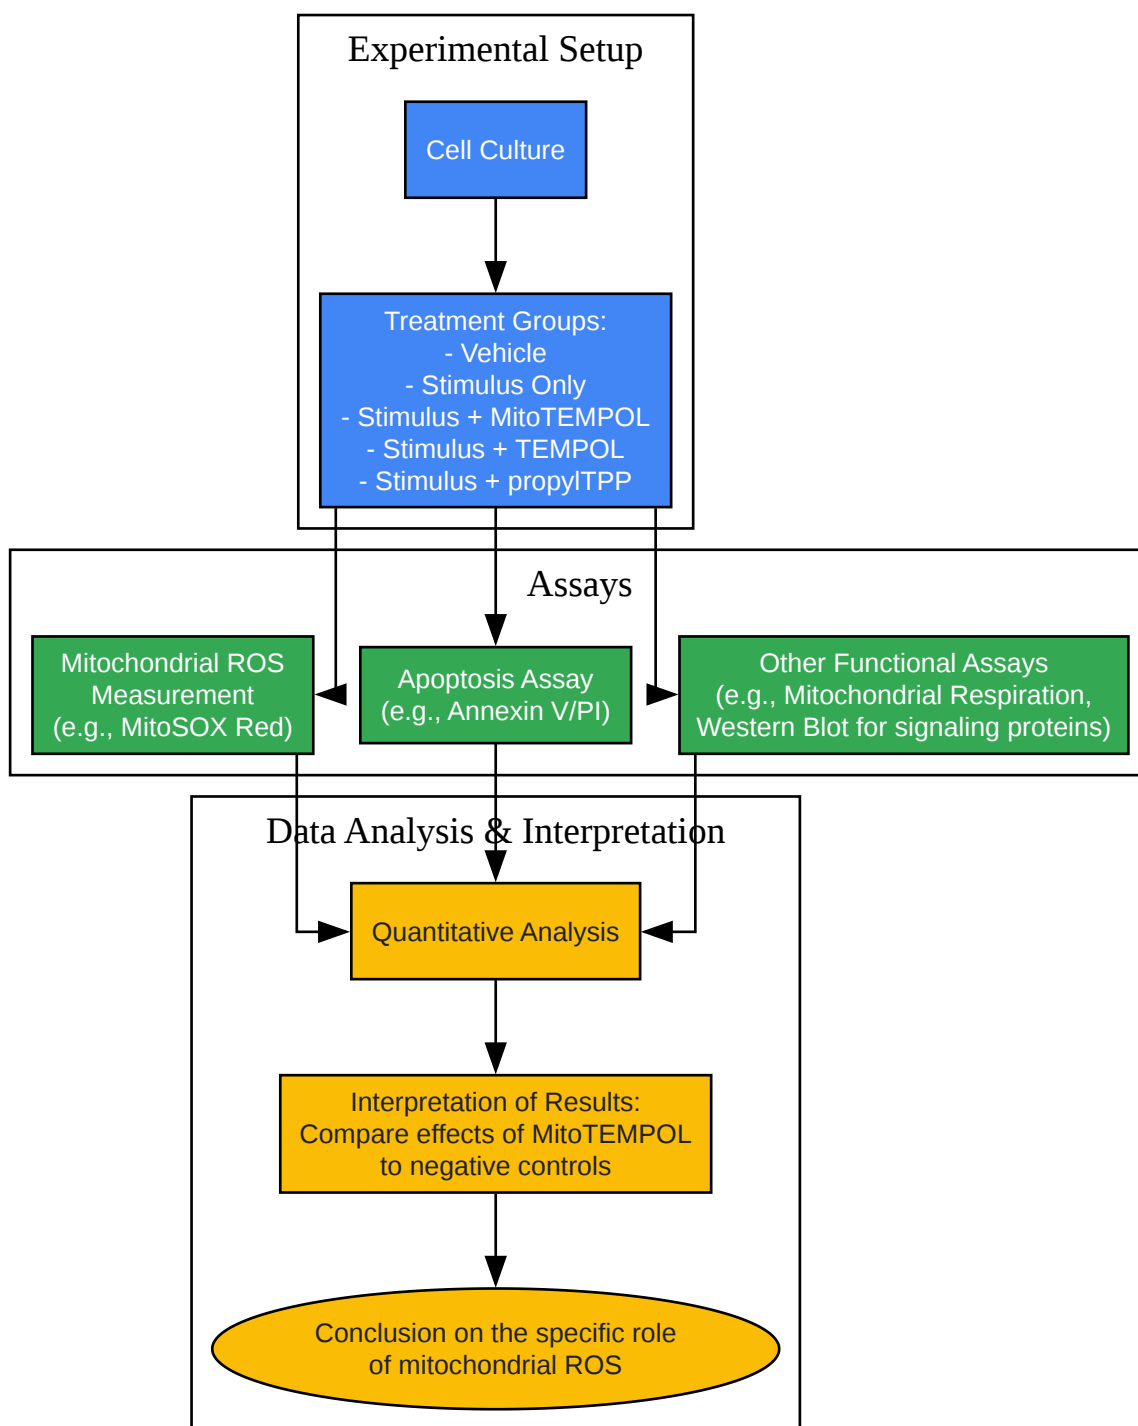 Experimental Setup
Cell Culture
Treatment Groups:
- Vehicle
- Stimulus Only
- Stimulus + MitoTEMPOL
- Stimulus + TEMPOL
- Stimulus + propylTPP
Assays
Mitochondrial ROS
Measurement
(e.g., MitoSOX Red)
Apoptosis Assay
(e.g., Annexin V/PI)
Other Functional Assays
(e.g., Mitochondrial Respiration,
Western Blot for signaling proteins)
Data Analysis & Interpretation
Quantitative Analysis
Interpretation of Results:
Compare effects of MitoTEMPOL
to negative controls
Conclusion on the specific role
of mitochondrial ROS